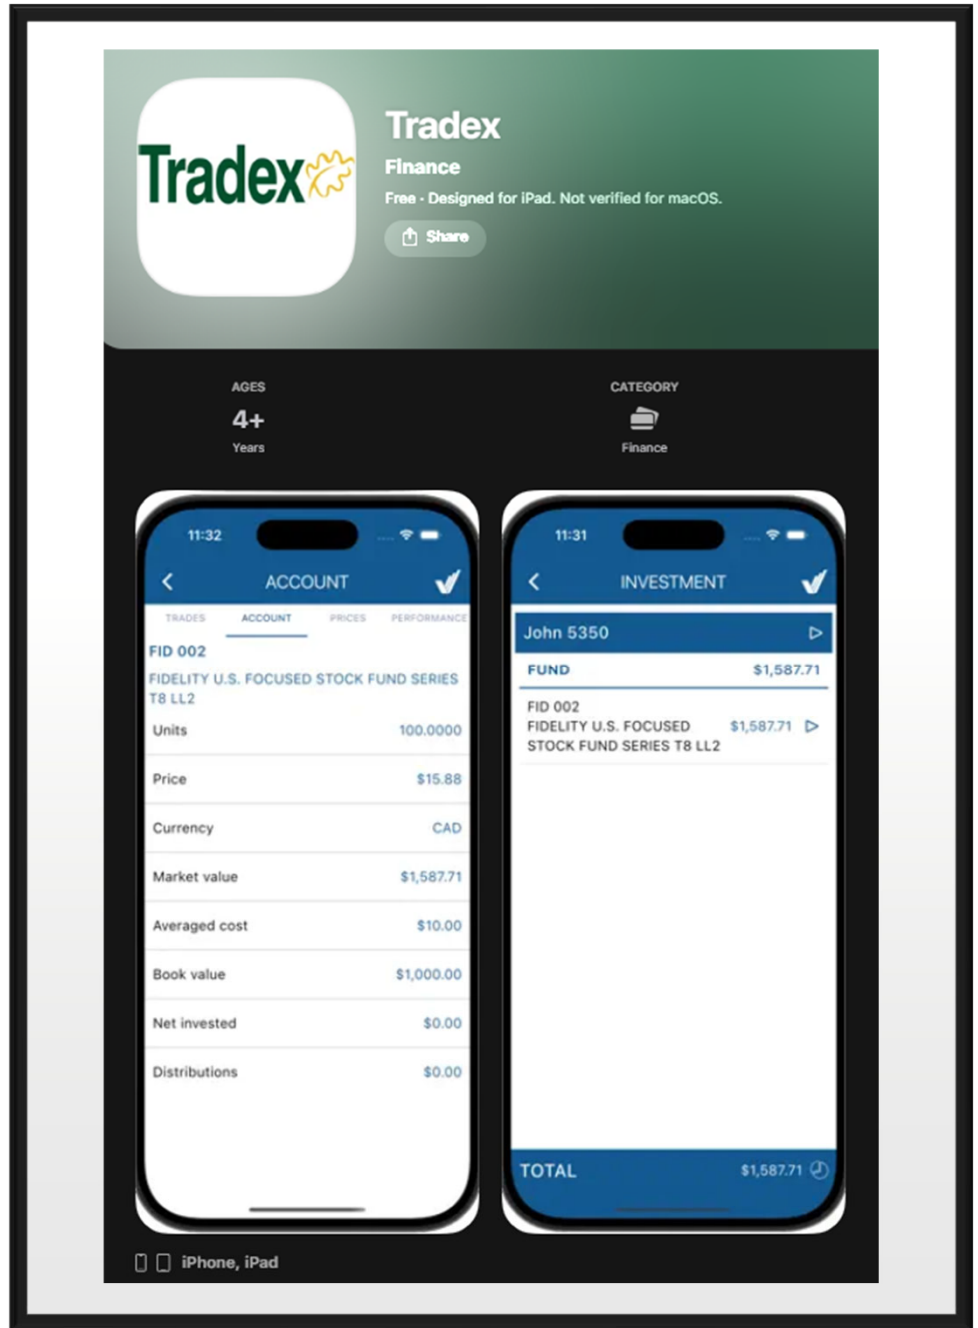 Tradex
Tradex
Finance
Free · Designed for iPad. Not verified for macOS.
Share
AGES
4+
Years
CATEGORY
Finance
11:32
ACCOUNT
TRADES ACCOUNT PRICES PERFORMANCE
FID 002
FIDELITY U.S. FOCUSED STOCK FUND SERIES
T8 LL2
Units 100.0000
Price $15.88
Currency CAD
Market value $1,587.71
Averaged cost $10.00
Book value $1,000.00
Net invested $0.00
Distributions $0.00
11:31
INVESTMENT
John 5350
FUND $1,587.71
FID 002
FIDELITY U.S. FOCUSED $1,587.71
STOCK FUND SERIES T8 LL2
TOTAL $1,587.71
iPhone, iPad